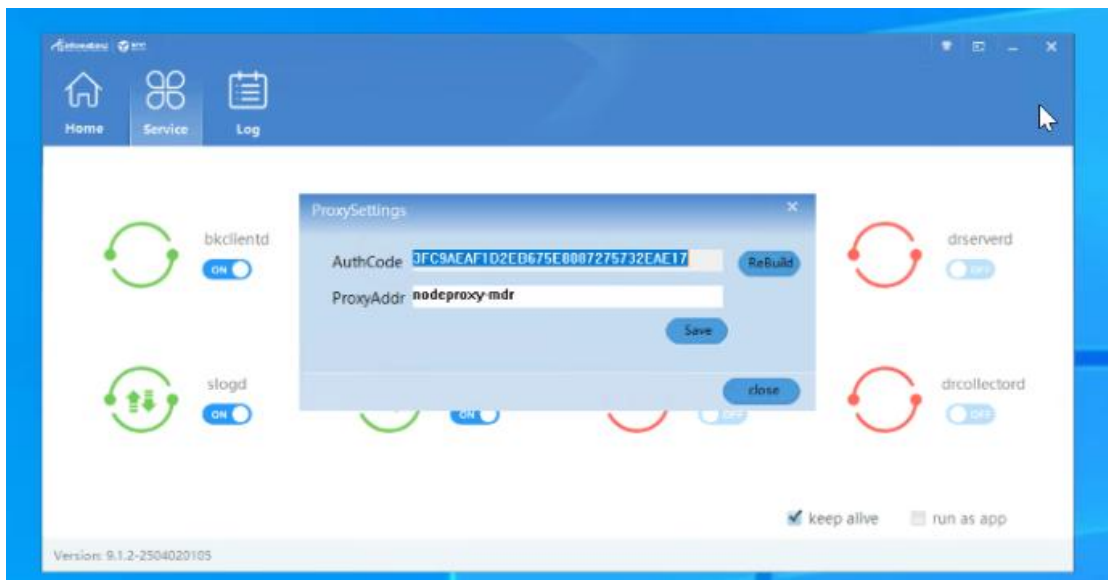 Home
Service
Log
ProxySettings
AuthCode 3FC9AEAF1D2EB675E8087275732EAE17
ReBuild
ProxyAddr nodeproxy-mdr
Save
close
bkclientd
ON
drserverd
OFF
slogd
ON
ON
OFF
drcollectord
OFF
keep alive
run as app
Version: 9.1.2-2504020105